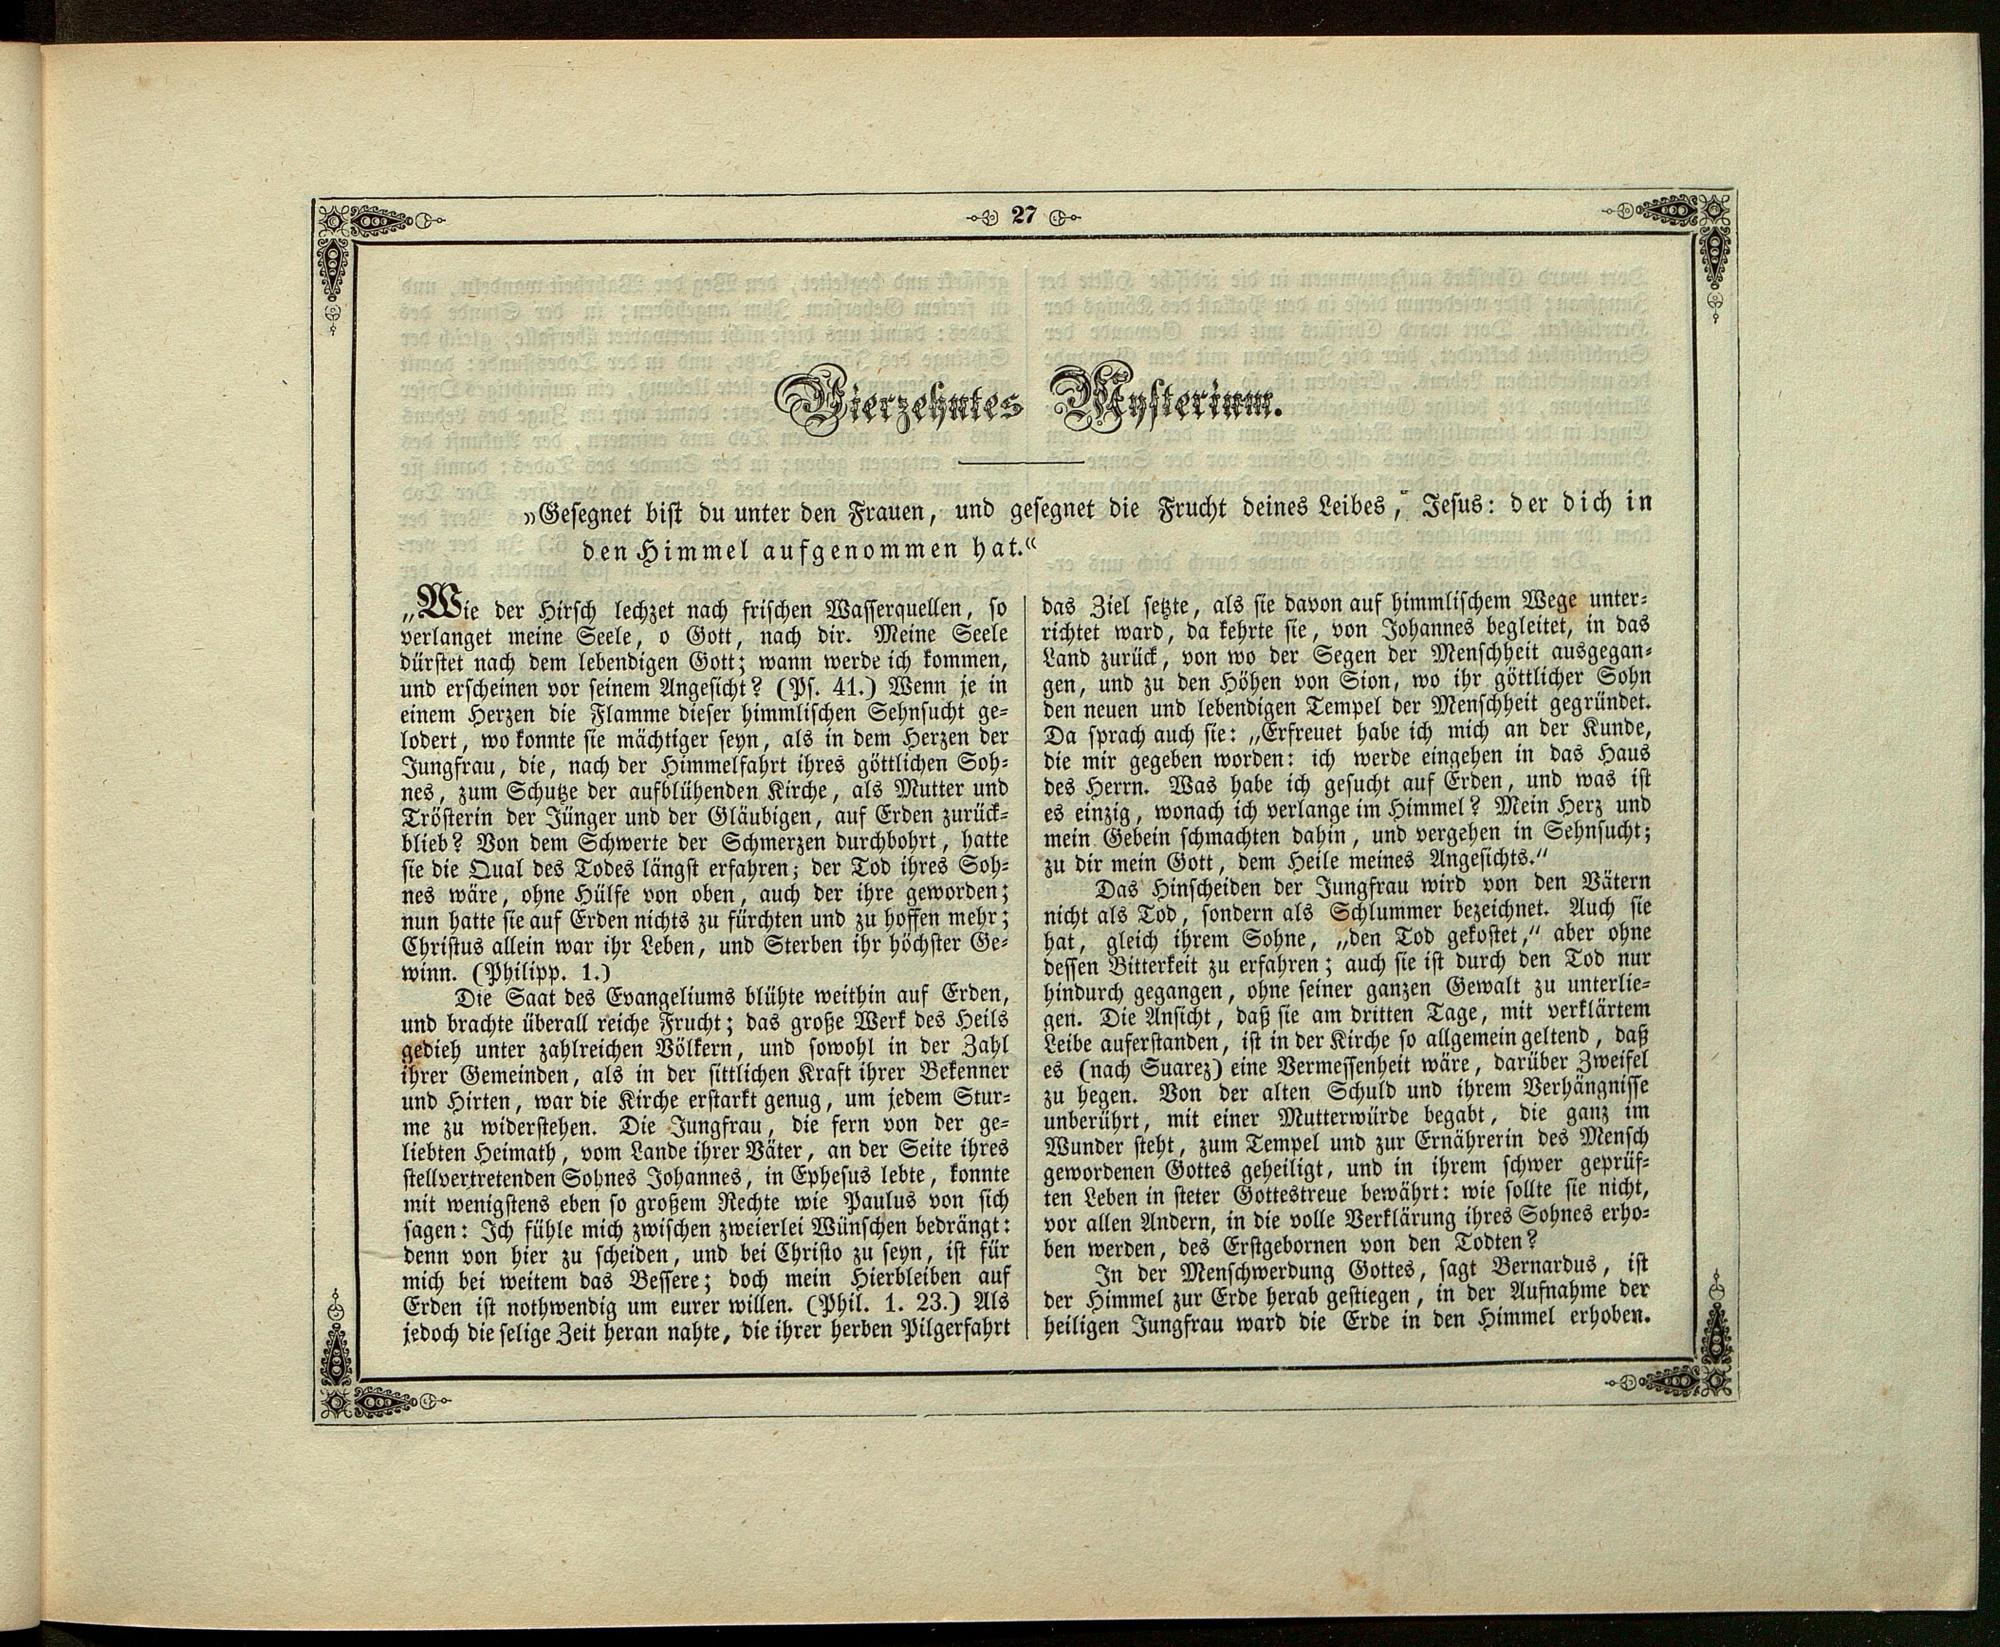 27
Vierzehntes Mysterium.
„Gesegnet bist du unter den Frauen, und gesegnet die Frucht deines Leibes, Jesus: der dich in
den Himmel aufgenommen hat.“
„Wie der Hirsch lechzet nach frischen Wasserquellen, so
verlanget meine Seele, o Gott, nach dir. Meine Seele
dürstet nach dem lebendigen Gott; wann werde ich kommen,
und erscheinen vor seinem Angesicht? (Ps. 41.) Wenn je in
einem Herzen die Flamme dieser himmlischen Sehnsucht ge-
lodert, wo konnte sie mächtiger seyn, als in dem Herzen der
Jungfrau, die, nach der Himmelfahrt ihres göttlichen Soh-
nes, zum Schutze der aufblühenden Kirche, als Mutter und
Trösterin der Jünger und der Gläubigen, auf Erden zurück-
blieb? Von dem Schwerte der Schmerzen durchbohrt, hatte
sie die Qual des Todes längst erfahren; der Tod ihres Soh-
nes wäre, ohne Hülfe von oben, auch der ihre geworden;
nun hatte sie auf Erden nichts zu fürchten und zu hoffen mehr;
Christus allein war ihr Leben, und Sterben ihr höchster Ge-
winn. (Philipp. 1.)
Die Saat des Evangeliums blühte weithin auf Erden,
und brachte überall reiche Frucht; das große Werk des Heils
gedieh unter zahlreichen Völkern, und sowohl in der Zahl
ihrer Gemeinden, als in der sittlichen Kraft ihrer Bekenner
und Hirten, war die Kirche erstarkt genug, um jedem Stur-
me zu widerstehen. Die Jungfrau, die fern von der ge-
liebten Heimath, vom Lande ihrer Väter, an der Seite ihres
stellvertretenden Sohnes Johannes, in Ephesus lebte, konnte
mit wenigstens eben so großem Rechte wie Paulus von sich
sagen: Ich fühle mich zwischen zweierlei Wünschen bedrängt:
denn von hier zu scheiden, und bei Christo zu seyn, ist für
mich bei weitem das Bessere; doch mein Hierbleiben auf
Erden ist nothwendig um eurer willen. (Phil. 1. 23.) Als
jedoch die selige Zeit heran nahte, die ihrer herben Pilgerfahrt
das Ziel setzte, als sie davon auf himmlischem Wege unter-
richtet ward, da kehrte sie, von Johannes begleitet, in das
Land zurück, von wo der Segen der Menschheit ausgegan-
gen, und zu den Höhen von Sion, wo ihr göttlicher Sohn
den neuen und lebendigen Tempel der Menschheit gegründet.
Da sprach auch sie: „Erfreuet habe ich mich an der Kunde,
die mir gegeben worden: ich werde eingehen in das Haus
des Herrn. Was habe ich gesucht auf Erden, und was ist
es einzig, wonach ich verlange im Himmel? Mein Herz und
mein Gebein schmachten dahin, und vergehen in Sehnsucht;
zu dir mein Gott, dem Heile meines Angesichts.“
Das Hinscheiden der Jungfrau wird von den Vätern
nicht als Tod, sondern als Schlummer bezeichnet. Auch sie
hat, gleich ihrem Sohne, „den Tod gekostet,“ aber ohne
dessen Bitterkeit zu erfahren; auch sie ist durch den Tod nur
hindurch gegangen, ohne seiner ganzen Gewalt zu unterlie-
gen. Die Ansicht, daß sie am dritten Tage, mit verklärtem
Leibe auferstanden, ist in der Kirche so allgemein geltend, daß
es (nach Suarez) eine Vermessenheit wäre, darüber Zweifel
zu hegen. Von der alten Schuld und ihrem Verhängnisse
unberührt, mit einer Mutterwürde begabt, die ganz im
Wunder steht, zum Tempel und zur Ernährerin des Mensch
gewordenen Gottes geheiligt, und in ihrem schwer geprüf-
ten Leben in steter Gottestreue bewährt: wie sollte sie nicht,
vor allen Andern, in die volle Verklärung ihres Sohnes erho-
ben werden, des Erstgebornen von den Todten?
In der Menschwerdung Gottes, sagt Bernardus, ist
der Himmel zur Erde herab gestiegen, in der Aufnahme der
heiligen Jungfrau ward die Erde in den Himmel erhoben.